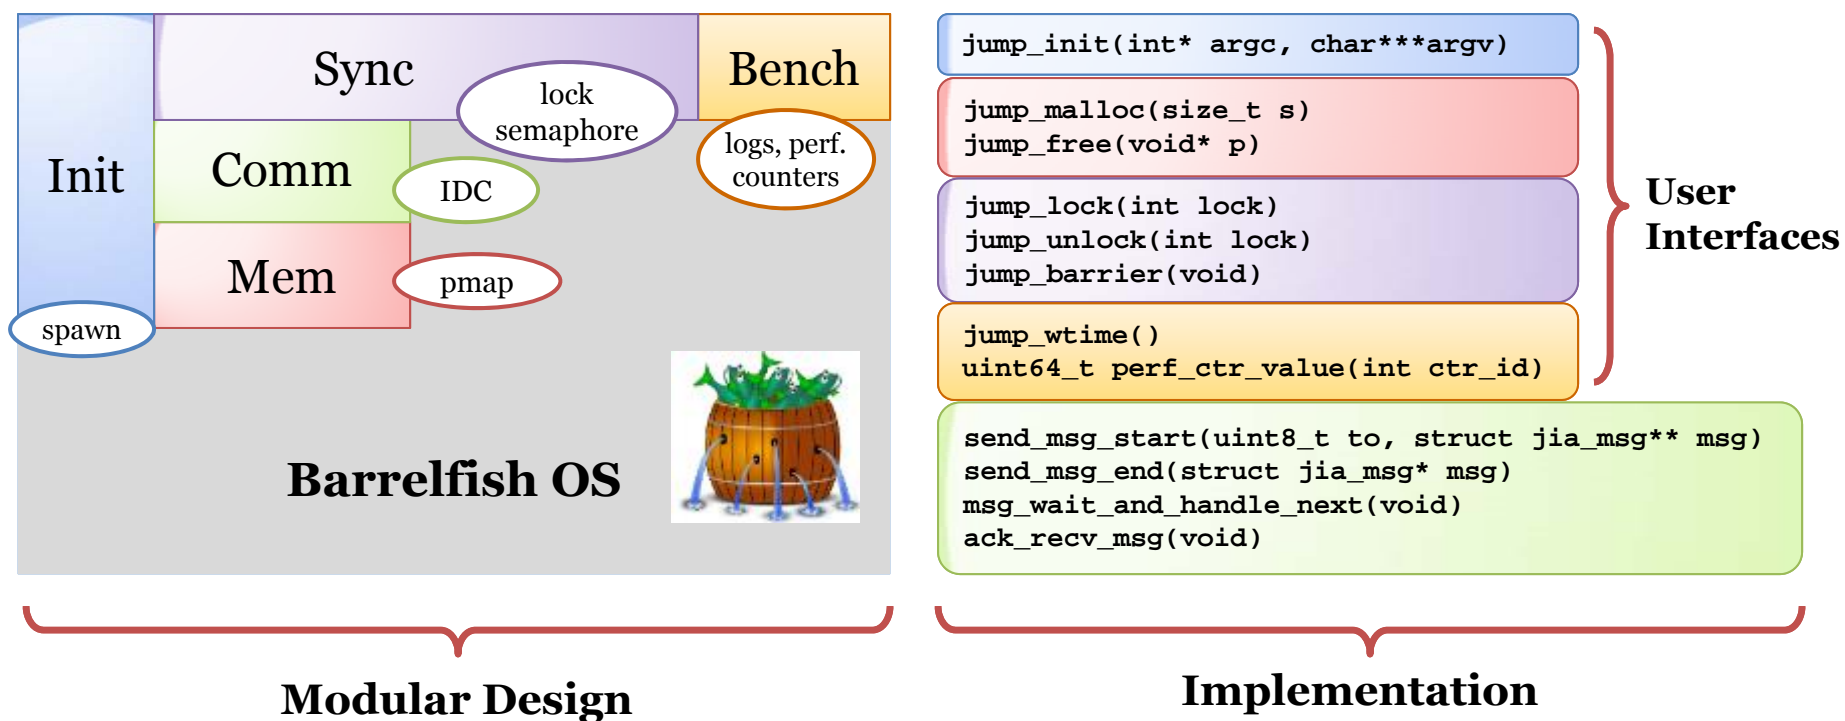 Init
Sync
Bench
lock
semaphore
logs, perf.
counters
Comm
IDC
Mem
pmap
spawn
Barrelfish OS
Modular Design
jump_init(int* argc, char***argv)
jump_malloc(size_t s)
jump_free(void* p)
jump_lock(int lock)
jump_unlock(int lock)
jump_barrier(void)
jump_wtime()
uint64_t perf_ctr_value(int ctr_id)
User
Interfaces
send_msg_start(uint8_t to, struct jia_msg** msg)
send_msg_end(struct jia_msg* msg)
msg_wait_and_handle_next(void)
ack_recv_msg(void)
Implementation